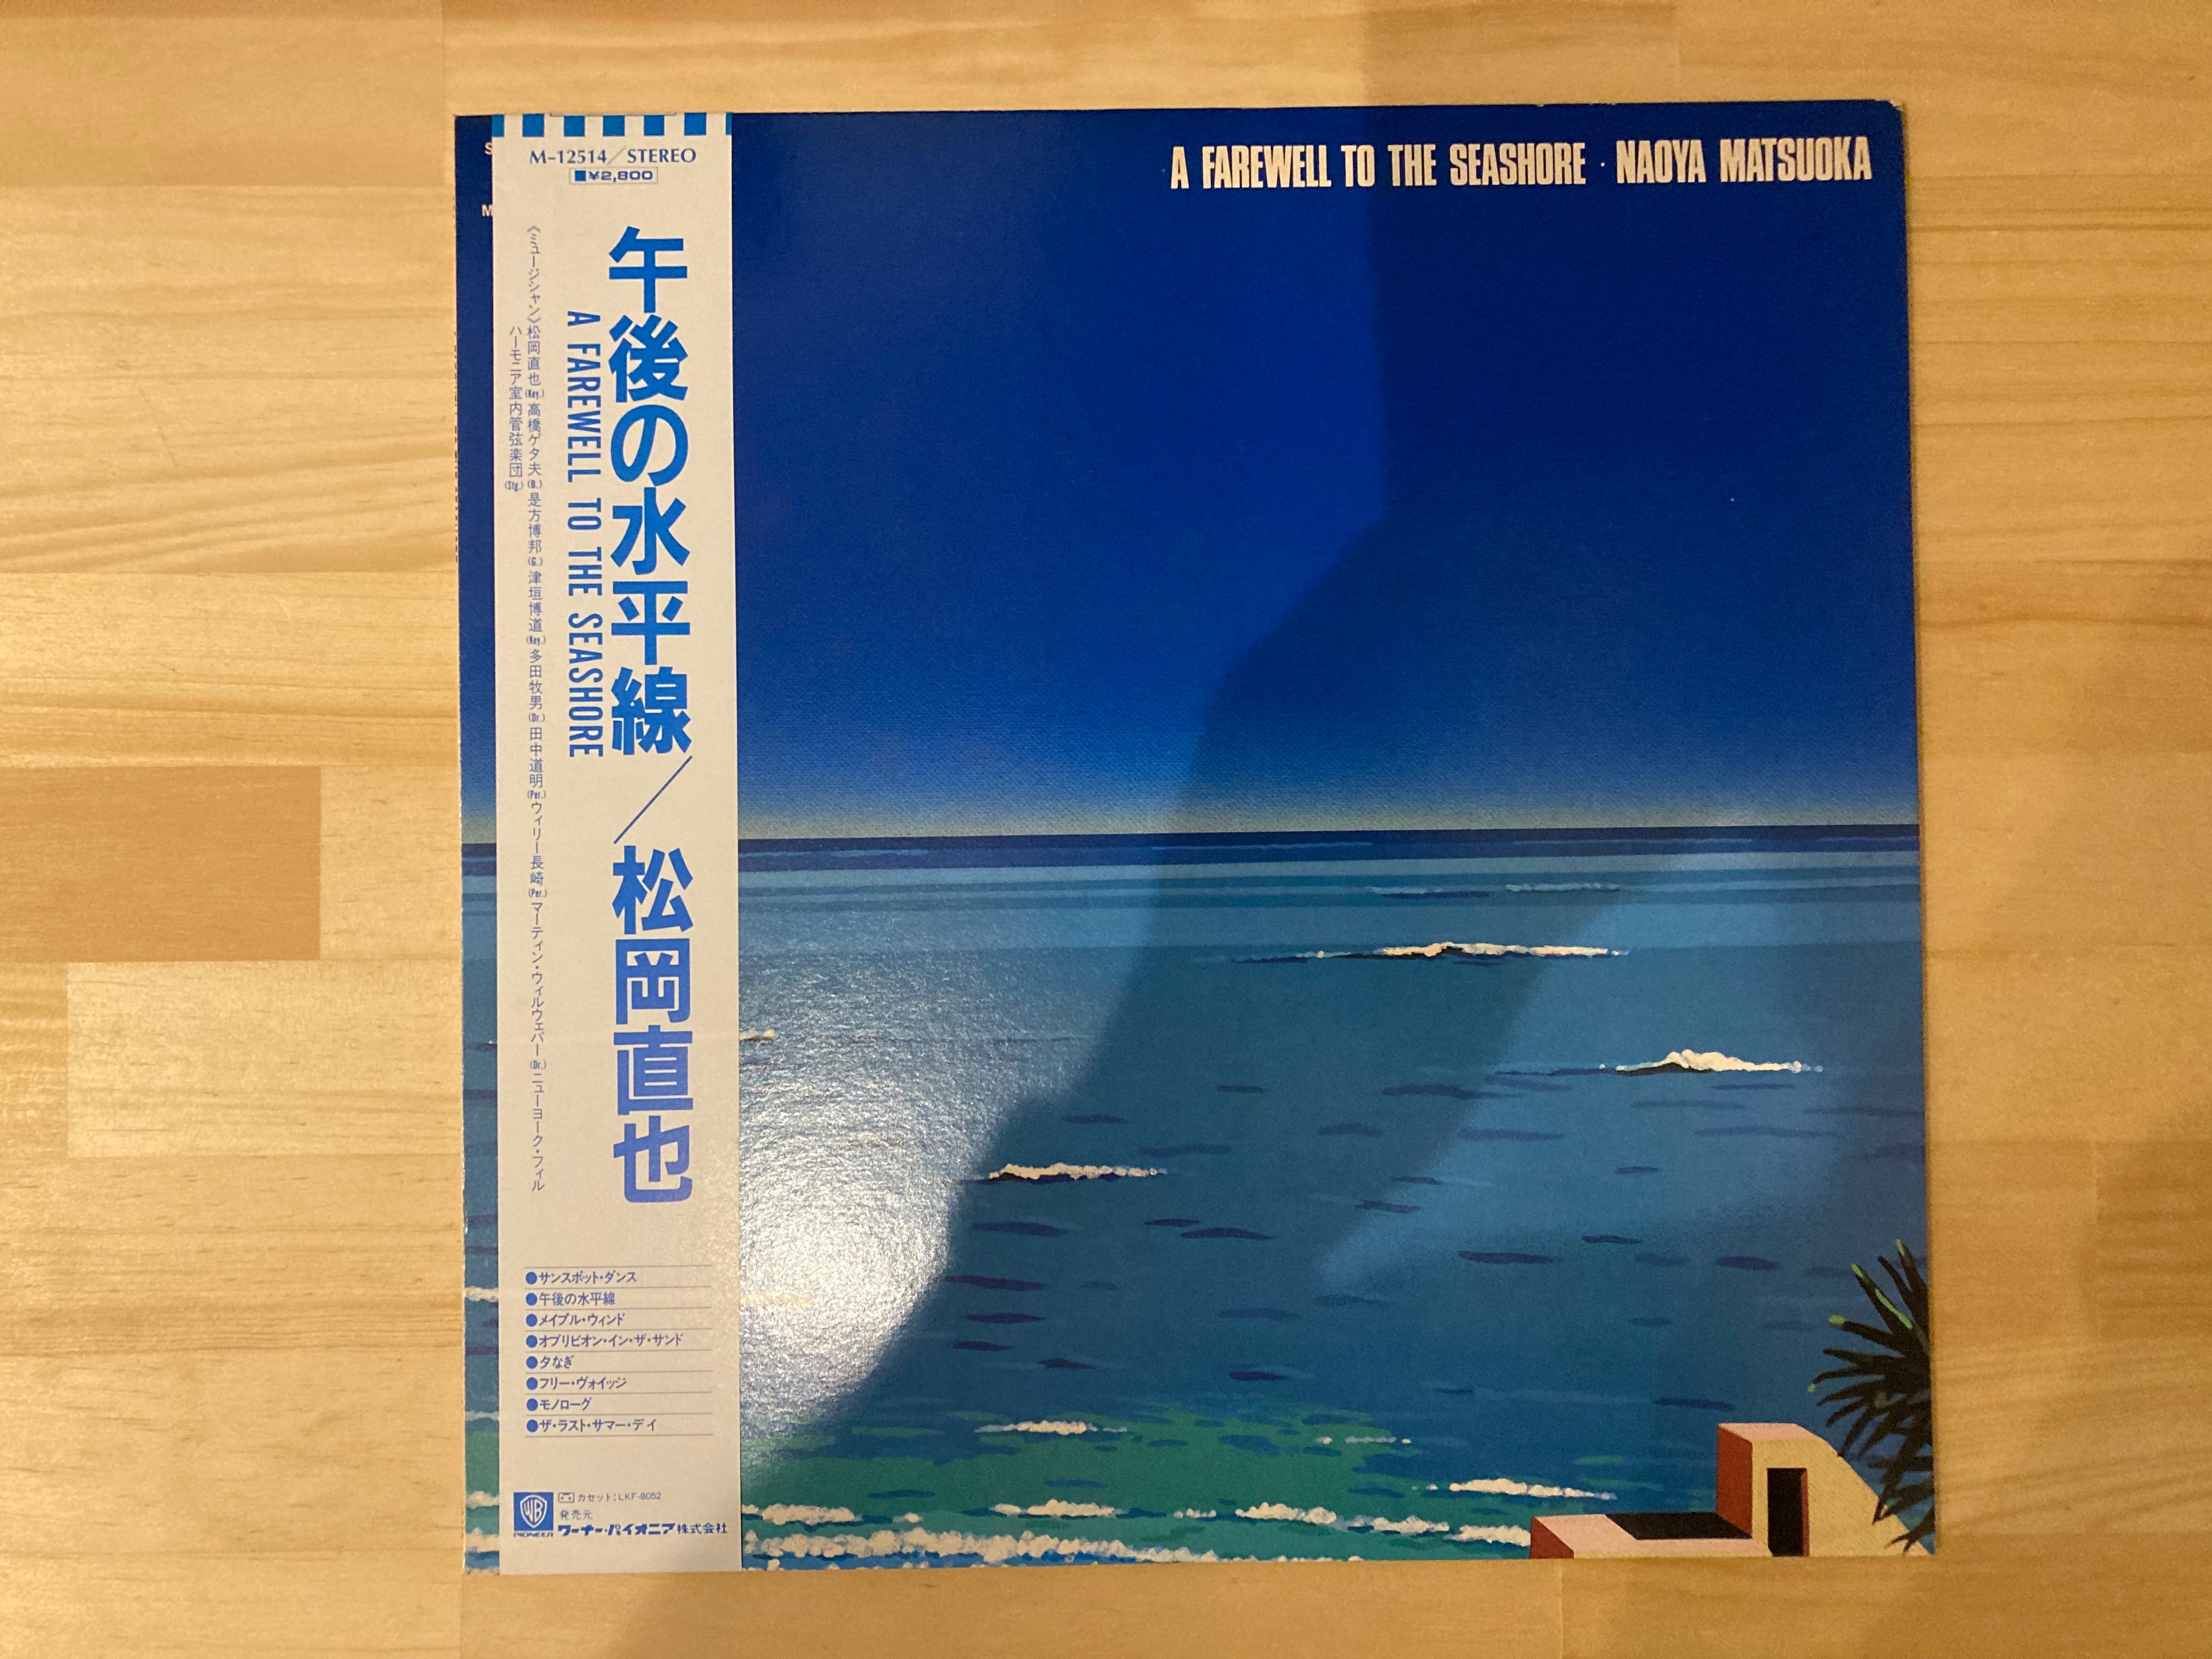 M-12514/STEREO
■¥2,800
A FAREWELL TO THE SEASHORE · NAOYA MATSUOKA
午後の水平線/松岡直也
A FAREWELL TO THE SEASHORE
《ミュージシャン》松岡直也(Key.)高橋ゲタ夫(B.)是方博邦(G.)津垣博道(Key.)多田牧男(Dr.)田中道明(Per.)ウィリー長崎(Per.)マーティン・ウィルウェバー(Dr.)ニューヨーク・フィル
ハーモニア室内管弦楽団(Stg.)
●サンスポット・ダンス
●午後の水平線
●メイプル・ウィンド
●オブリビオン・イン・ザ・サンド
●夕なぎ
●フリー・ヴォイッジ
●モノローグ
●ザ・ラスト・サマー・デイ
カセット:LKF-8052
発売元
ワーナー・パイオニア株式会社
WB
PIONEER